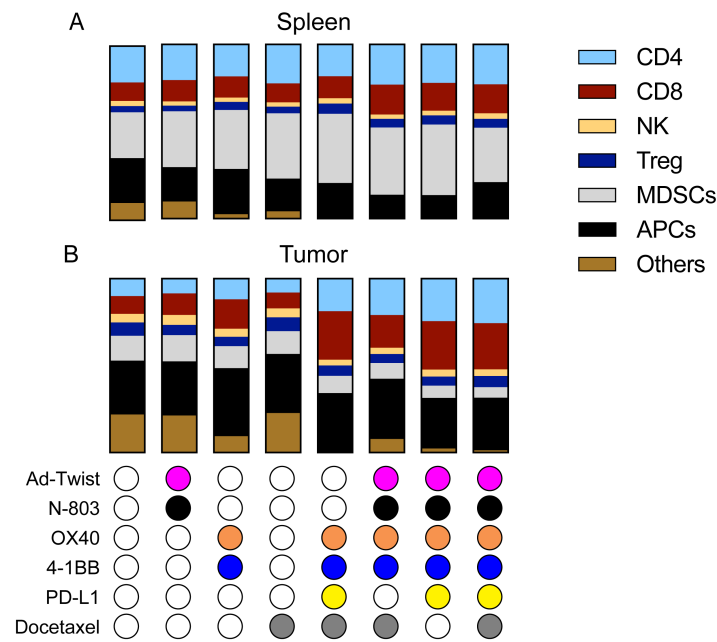 A
Spleen
CD4
CD8
NK
Treg
MDSCs
APCs
Others
B
Tumor
Ad-Twist
N-803
OX40
4-1BB
PD-L1
Docetaxel